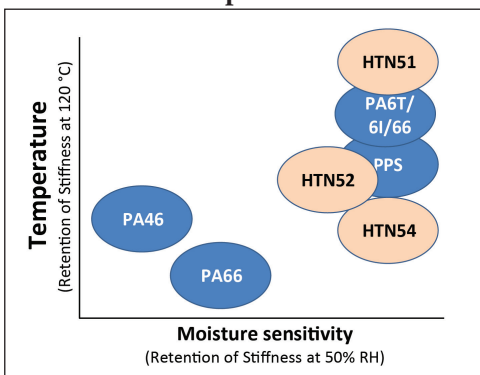 HTN51
PA6T/
6I/66
PPS
HTN52
PA46
HTN54
PA66
Temperature
(Retention of Stiffness at 120 °C)
Moisture sensitivity
(Retention of Stiffness at 50% RH)